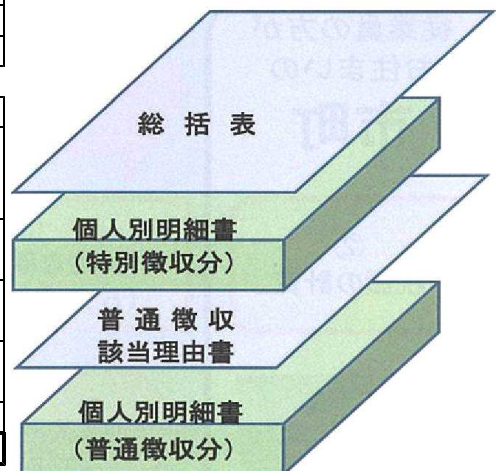 総括表
個人別明細書
（特別徴収分）
普通徴収
該当理由書
個人別明細書
（普通徴収分）